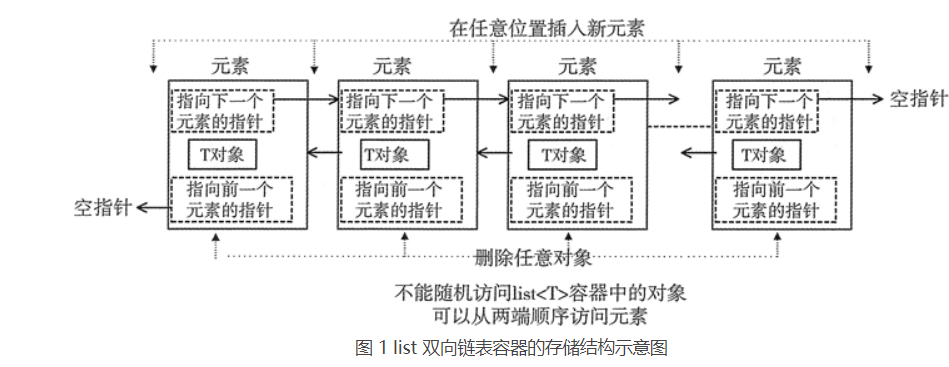 在任意位置插入新元素
元素 元素 元素 元素
指向下一个 指向下一个 指向下一个 指向下一个
元素的指针 元素的指针 元素的指针 元素的指针
空指针
T对象 T对象 T对象 T对象
指向前一个 指向前一个 指向前一个 指向前一个
元素的指针 元素的指针 元素的指针 元素的指针
空指针
删除任意对象
不能随机访问list<T>容器中的对象
可以从两端顺序访问元素
图 1 list 双向链表容器的存储结构示意图